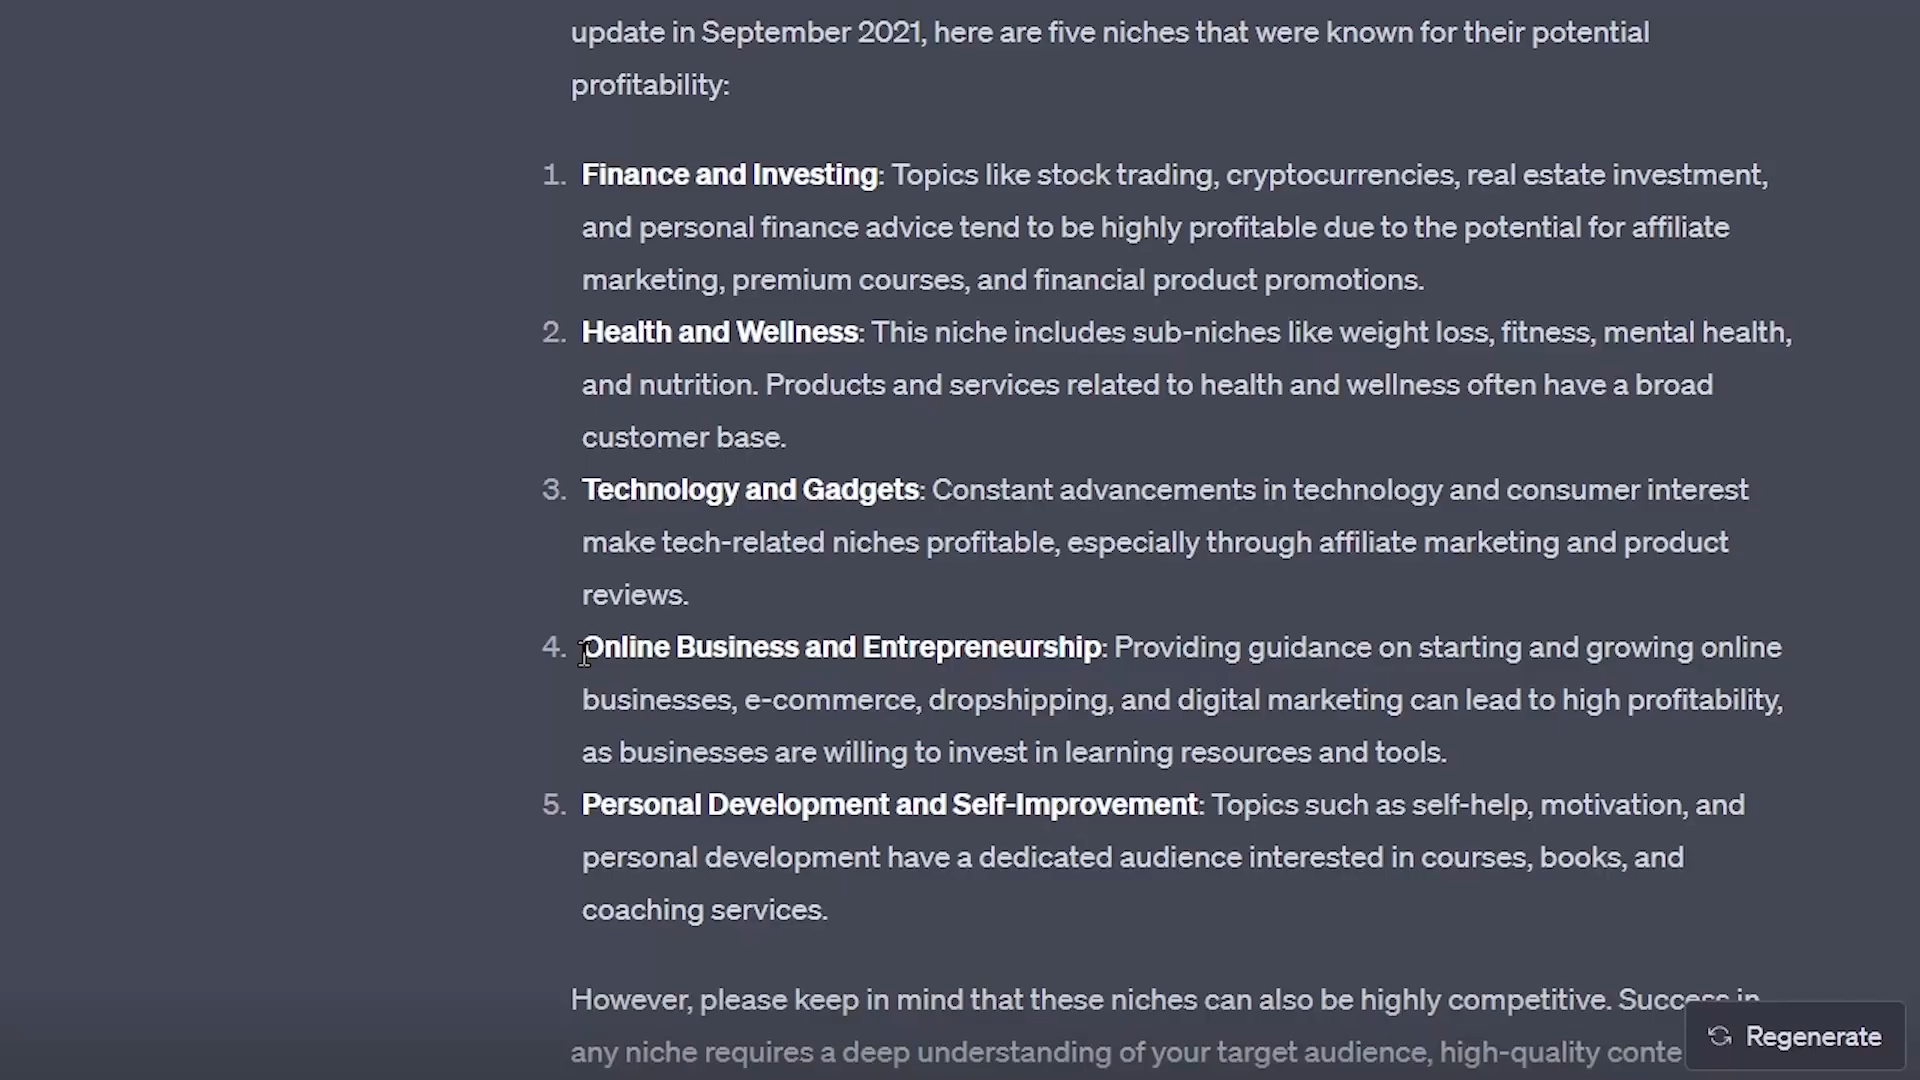 update in September 2021, here are five niches that were known for their potential
profitability:
1. Finance and Investing: Topics like stock trading, cryptocurrencies, real estate investment,
and personal finance advice tend to be highly profitable due to the potential for affiliate
marketing, premium courses, and financial product promotions.
2. Health and Wellness: This niche includes sub-niches like weight loss, fitness, mental health,
and nutrition. Products and services related to health and wellness often have a broad
customer base.
3. Technology and Gadgets: Constant advancements in technology and consumer interest
make tech-related niches profitable, especially through affiliate marketing and product
reviews.
4. Online Business and Entrepreneurship: Providing guidance on starting and growing online
businesses, e-commerce, dropshipping, and digital marketing can lead to high profitability,
as businesses are willing to invest in learning resources and tools.
5. Personal Development and Self-Improvement: Topics such as self-help, motivation, and
personal development have a dedicated audience interested in courses, books, and
coaching services.
However, please keep in mind that these niches can also be highly competitive. Success in
any niche requires a deep understanding of your target audience, high-quality conte
Regenerate